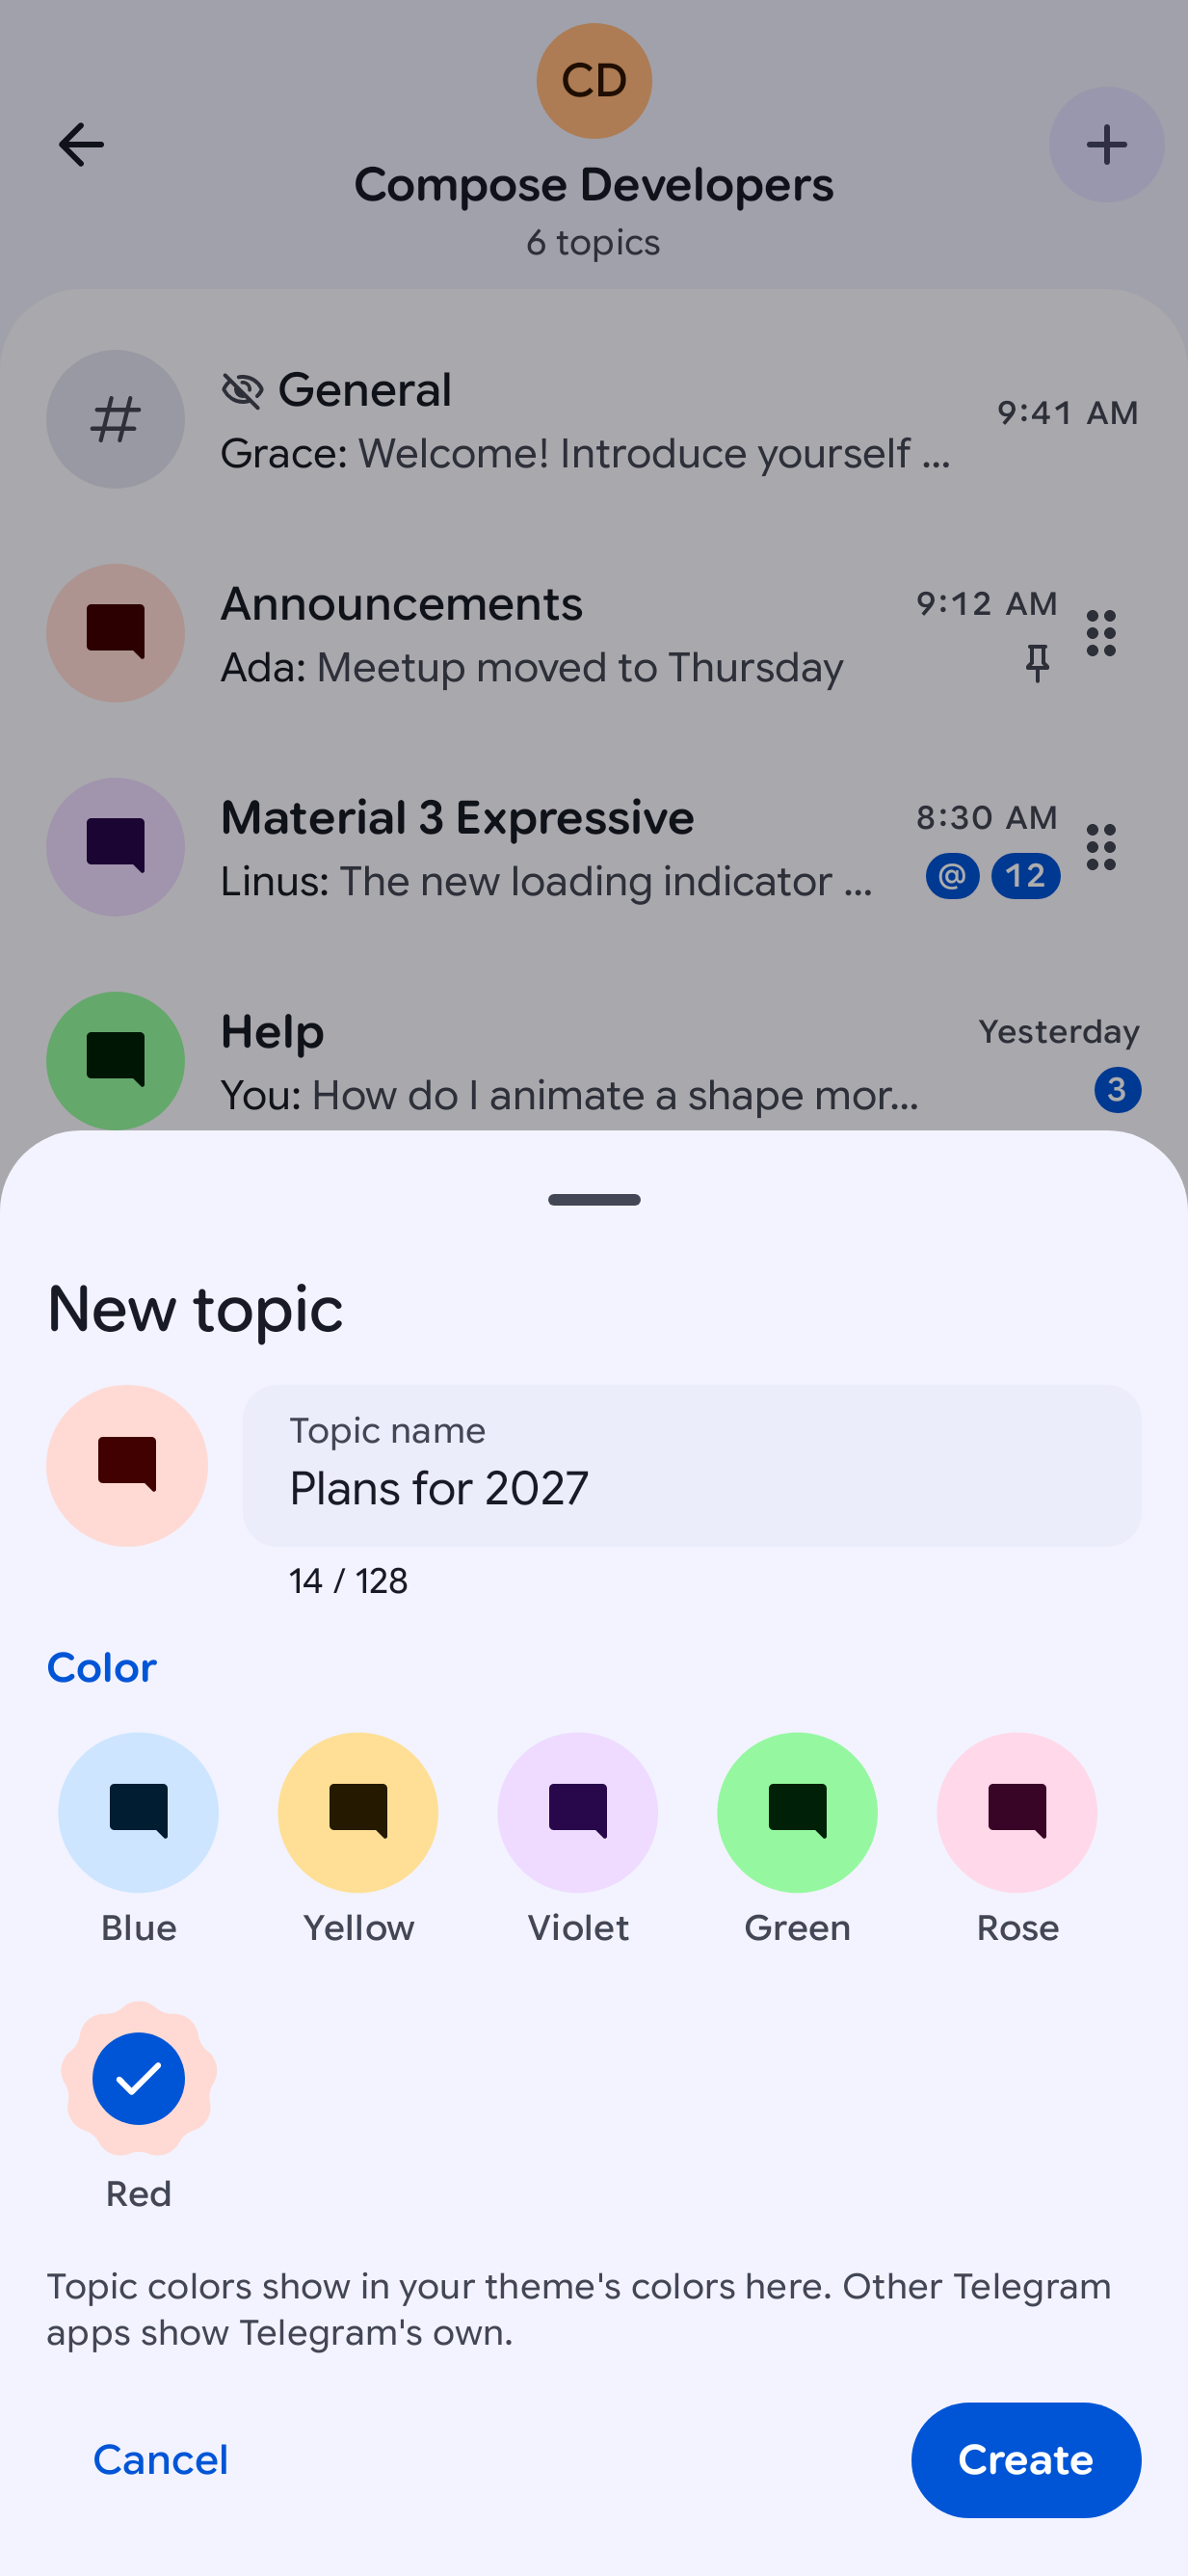 CD
Compose Developers
6 topics
General
9:41 AM
Grace: Welcome! Introduce yourself ...
Announcements
9:12 AM
Ada: Meetup moved to Thursday
Material 3 Expressive
8:30 AM
Linus: The new loading indicator ...
@ 12
Help
Yesterday
You: How do I animate a shape mor...
3
New topic
Topic name
Plans for 2027
14 / 128
Color
Blue Yellow Violet Green Rose
Red
Topic colors show in your theme's colors here. Other Telegram
apps show Telegram's own.
Cancel Create